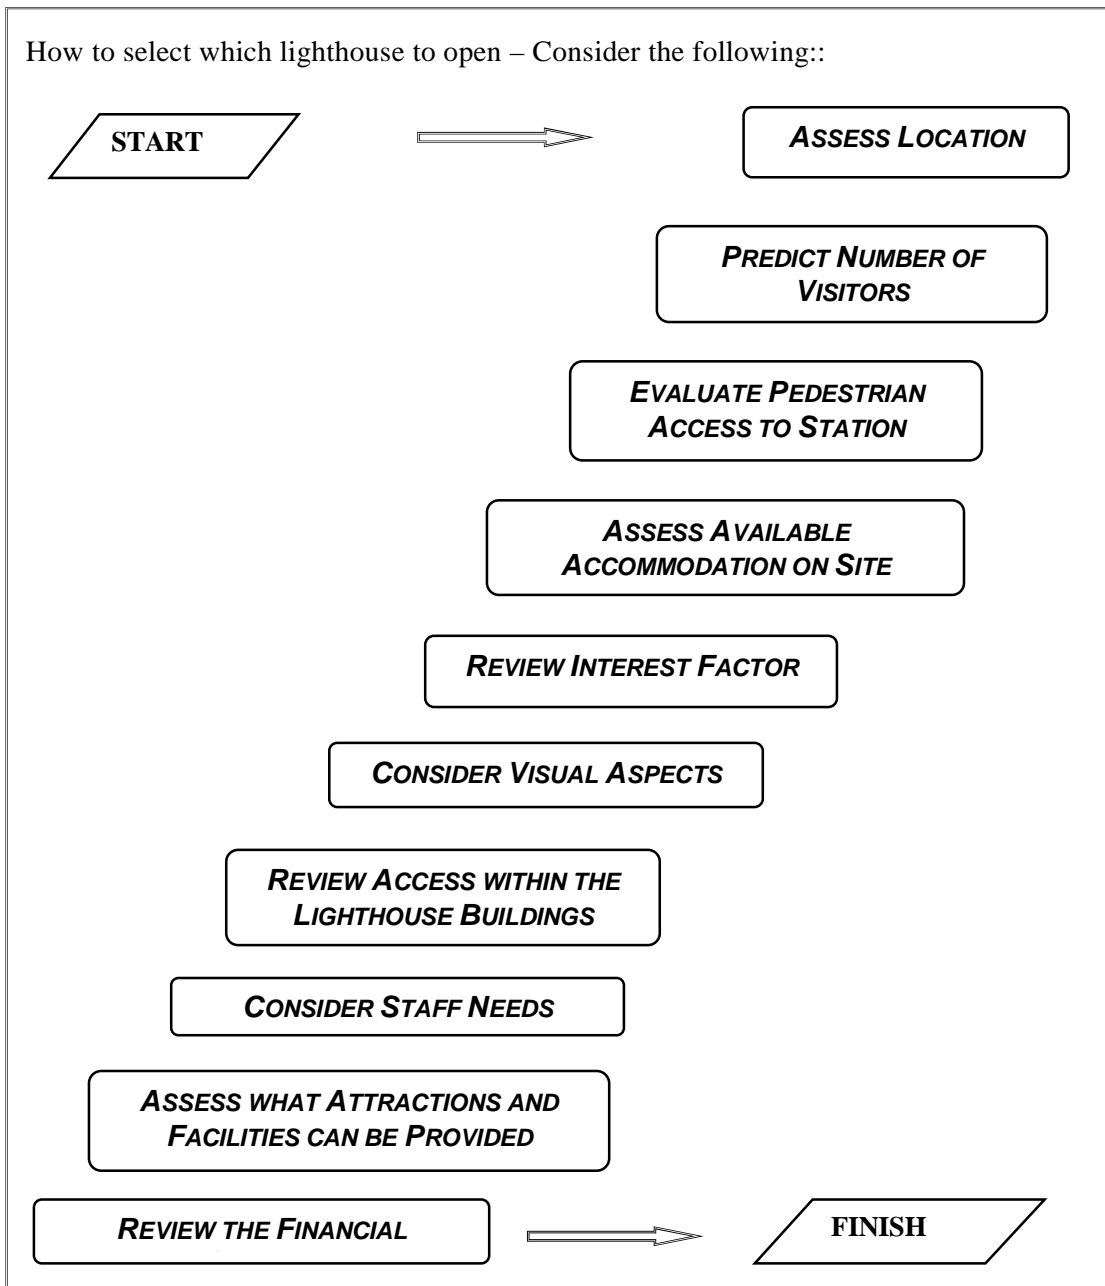 How to select which lighthouse to open – Consider the following::
START
ASSESS LOCATION
PREDICT NUMBER OF
VISITORS
EVALUATE PEDESTRIAN
ACCESS TO STATION
ASSESS AVAILABLE
ACCOMMODATION ON SITE
REVIEW INTEREST FACTOR
CONSIDER VISUAL ASPECTS
REVIEW ACCESS WITHIN THE
LIGHTHOUSE BUILDINGS
CONSIDER STAFF NEEDS
ASSESS WHAT ATTRACTIONS AND
FACILITIES CAN BE PROVIDED
REVIEW THE FINANCIAL
FINISH